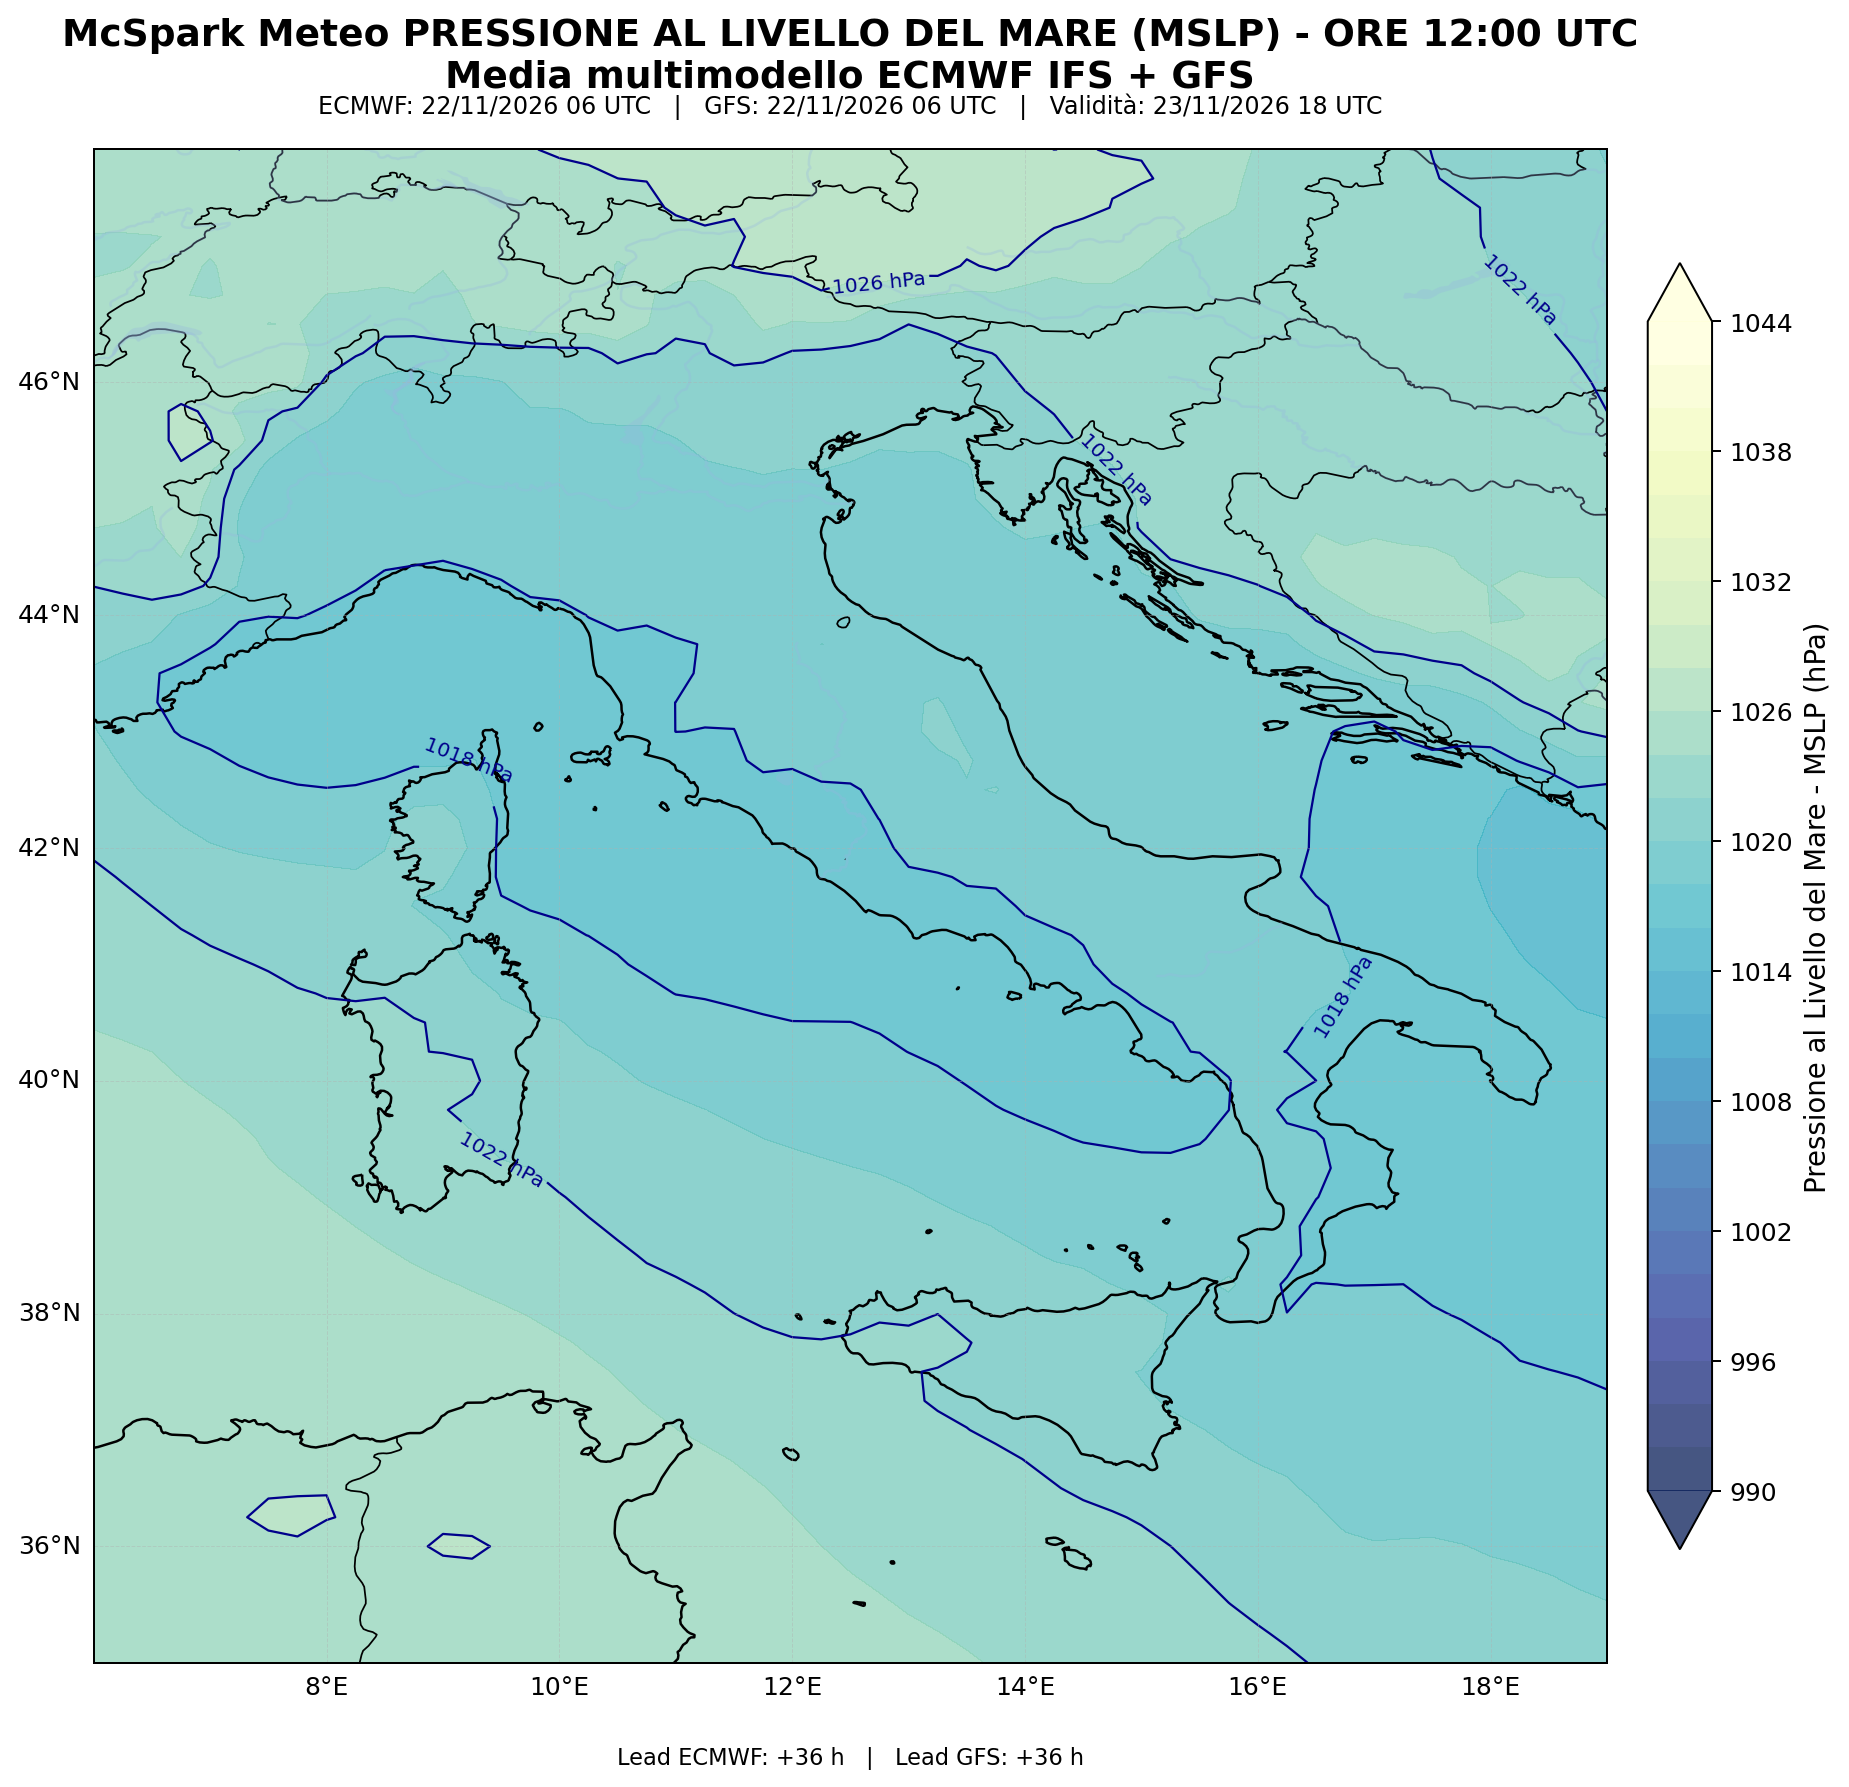 McSpark Meteo PRESSIONE AL LIVELLO DEL MARE (MSLP) - ORE 12:00 UTC
Media multimodello ECMWF IFS + GFS
ECMWF: 22/11/2026 06 UTC | GFS: 22/11/2026 06 UTC | Validità: 23/11/2026 18 UTC
1026 hPa
1022 hPa
1022 hPa
1018 hPa
1018 hPa
1022 hPa
46°N
44°N
42°N
40°N
38°N
36°N
8°E 10°E 12°E 14°E 16°E 18°E
1044
1038
1032
1026
1020
1014
1008
1002
996
990
Pressione al Livello del Mare - MSLP (hPa)
Lead ECMWF: +36 h | Lead GFS: +36 h